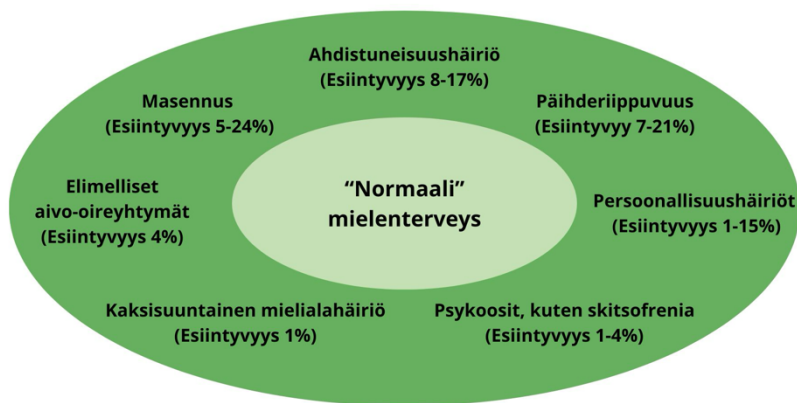 Ahdistuneisuushäiriö
(Esiintyvyys 8-17%)
Masennus
(Esiintyvyys 5-24%)
Päihderiippuvuus
(Esiintyvyy 7-21%)
Elimelliset
aivo-oireyhtymät
(Esiintyvyys 4%)
“Normaali”
mielenterveys
Persoonallisuushäiriöt
(Esiintyvyys 1-15%)
Kaksisuuntainen mielialahäiriö
(Esiintyvyys 1%)
Psykoosit, kuten skitsofrenia
(Esiintyvyys 1-4%)